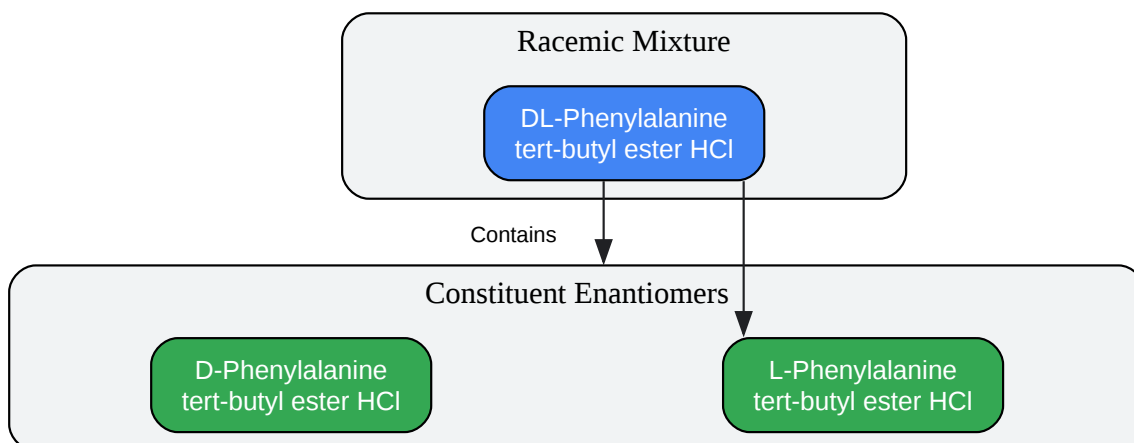 Racemic Mixture
DL-Phenylalanine
tert-butyl ester HCl
Contains
Constituent Enantiomers
D-Phenylalanine
tert-butyl ester HCl
L-Phenylalanine
tert-butyl ester HCl